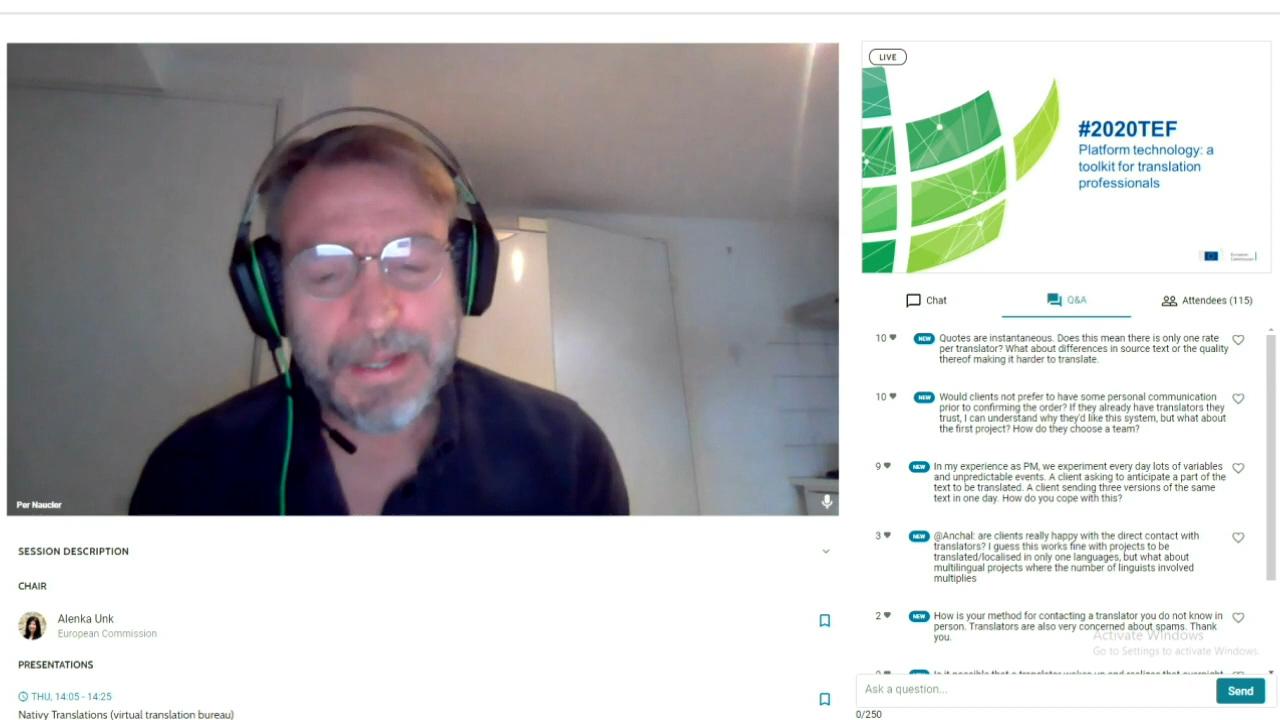 LIVE
#2020TEF
Platform technology: a
toolkit for translation
professionals
European
Commission
Per Naucler
Chat
Q&A
Attendees (115)
10
NEW
Quotes are instantaneous. Does this mean there is only one rate
per translator? What about differences in source text or the quality
thereof making it harder to translate.
10
NEW
Would clients not prefer to have some personal communication
prior to confirming the order? If they already have translators they
trust, I can understand why they'd like this system, but what about
the first project? How do they choose a team?
9
NEW
In my experience as PM, we experiment every day lots of variables
and unpredictable events. A client asking to anticipate a part of the
text to be translated. A client sending three versions of the same
text in one day. How do you cope with this?
3
NEW
@Anchal: are clients really happy with the direct contact with
translators? I guess this works fine with projects to be
translated/localised in only one languages, but what about
multilingual projects where the number of linguists involved
multiplies
2
NEW
How is your method for contacting a translator you do not know in
person. Translators are also very concerned about spams. Thank
you.
Activate Windows
Go to Settings to activate Windows.
Ask a question...
Send
0/250
SESSION DESCRIPTION
CHAIR
Alenka Unk
European Commission
PRESENTATIONS
THU, 14:05 - 14:25
Nativy Translations (virtual translation bureau)